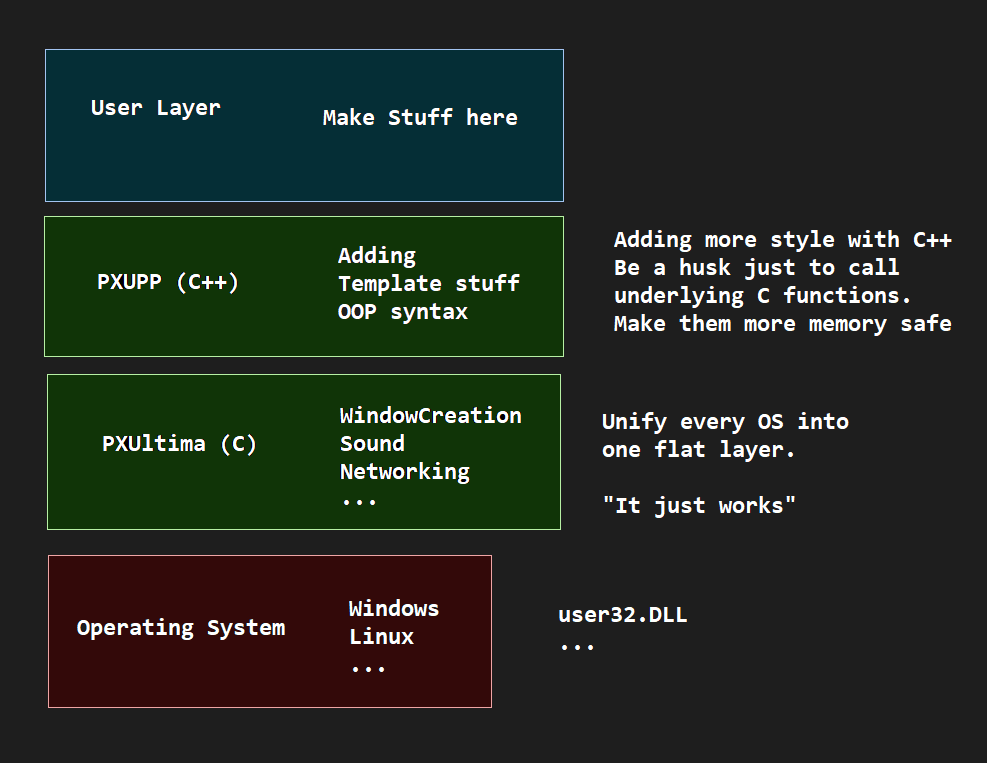 User Layer
Make Stuff here
PXUPP (C++)
Adding
Template stuff
OOP syntax
Adding more style with C++
Be a husk just to call
underlying C functions.
Make them more memory safe
PXUltima (C)
WindowCreation
Sound
Networking
...
Unify every OS into
one flat layer.
"It just works"
Operating System
Windows
Linux
...
user32.DLL
...